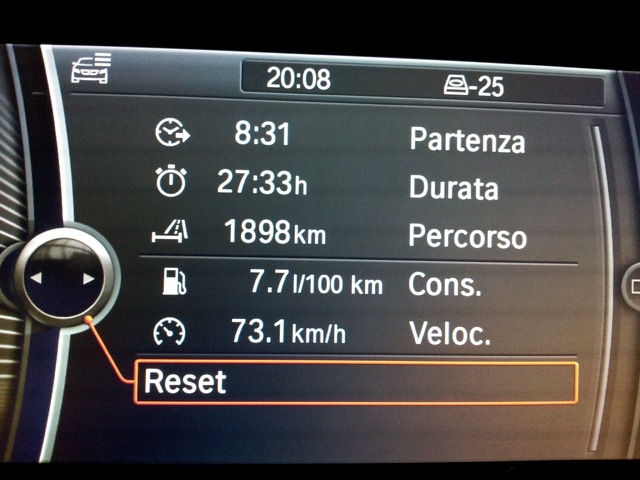 20:08 -25
8:31 Partenza
27:33h Durata
1898km Percorso
7.7l/100 km Cons.
73.1km/h Veloc.
Reset